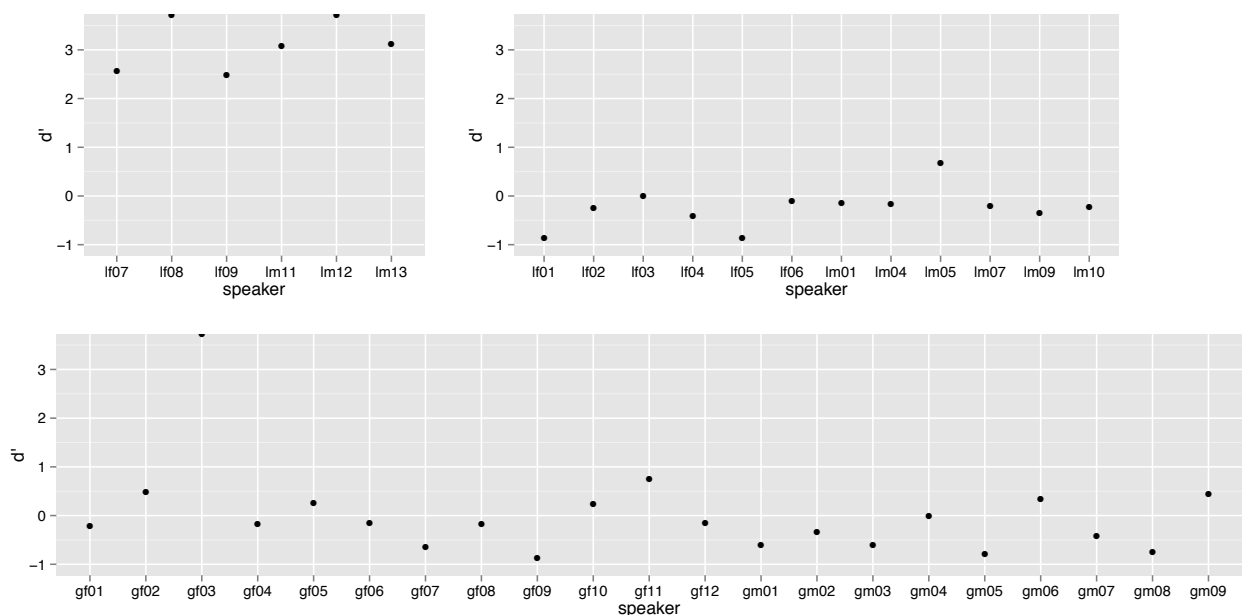 3
2
1
0
−1
d'
lf07 lf08 lf09 lm11 lm12 lm13
speaker
3
2
1
0
−1
d'
lf01 lf02 lf03 lf04 lf05 lf06 lm01 lm04 lm05 lm07 lm09 lm10
speaker
3
2
1
0
−1
d'
gf01 gf02 gf03 gf04 gf05 gf06 gf07 gf08 gf09 gf10 gf11 gf12 gm01 gm02 gm03 gm04 gm05 gm06 gm07 gm08 gm09
speaker